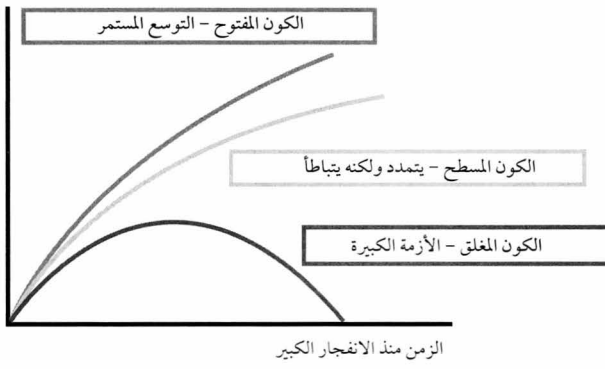 الكون المفتوح – التوسع المستمر
الكون المسطح – يتمدد ولكنه يتباطأ
الكون المغلق – الأزمة الكبيرة
الزمن منذ الانفجار الكبير